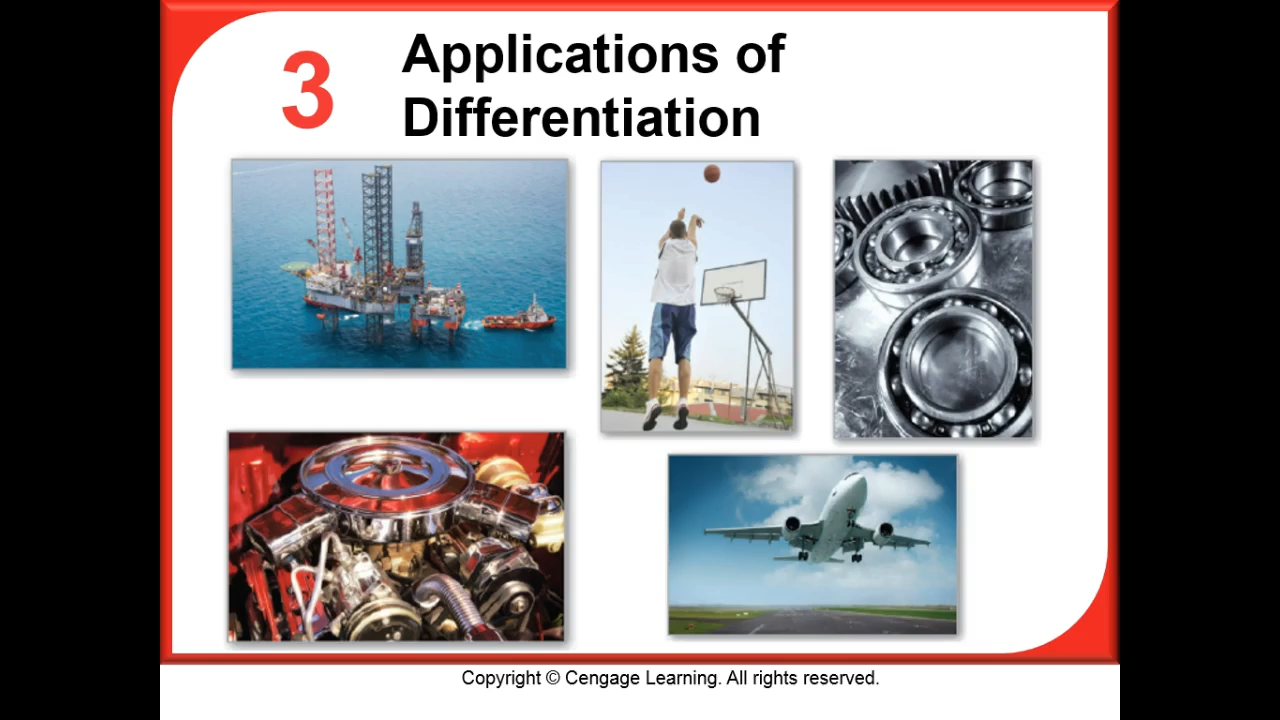 3
Applications of
Differentiation
Copyright © Cengage Learning. All rights reserved.